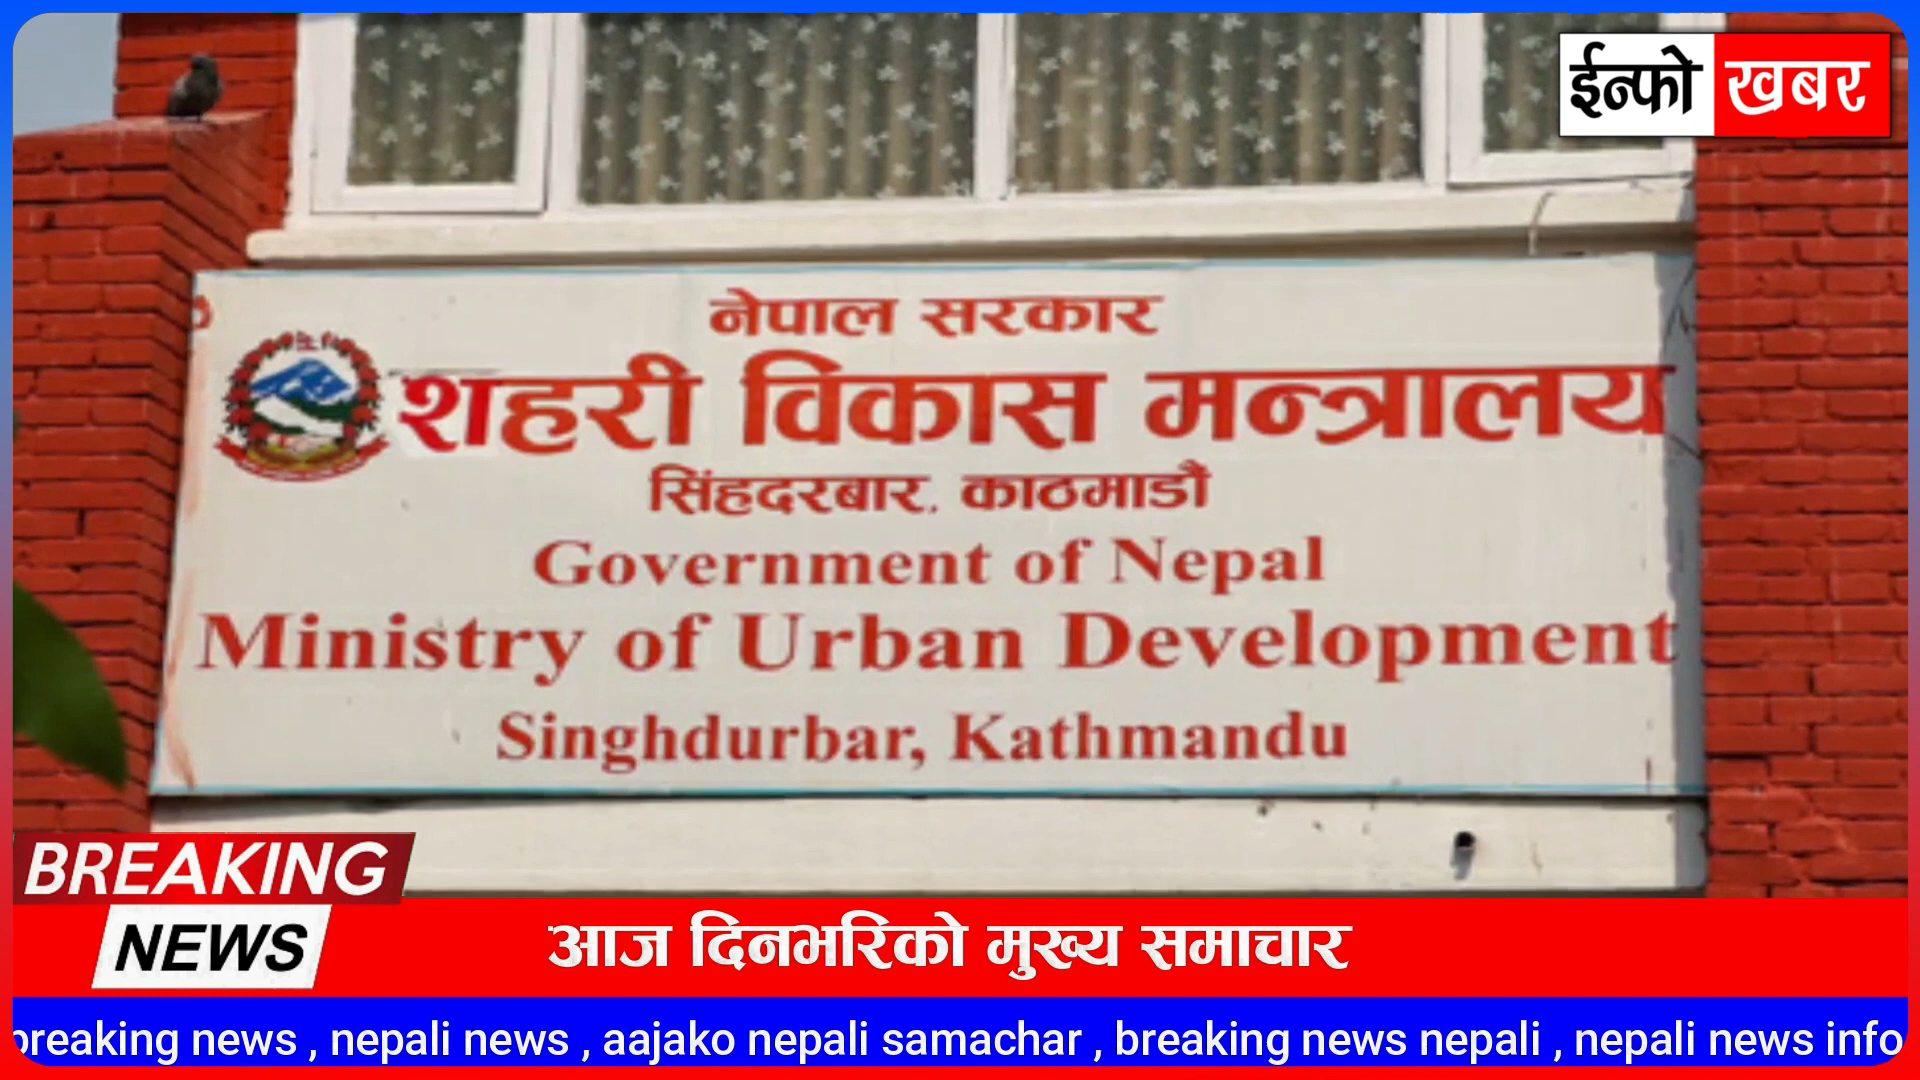 ईन्फो खबर
नेपाल सरकार
शहरी विकास मन्त्रालय
सिंहदरबार, काठमाडौं
Government of Nepal
Ministry of Urban Development
Singhdurbar, Kathmandu
BREAKING
NEWS
आज दिनभरिको मुख्य समाचार
breaking news , nepali news , aajako nepali samachar , breaking news nepali , nepali news info